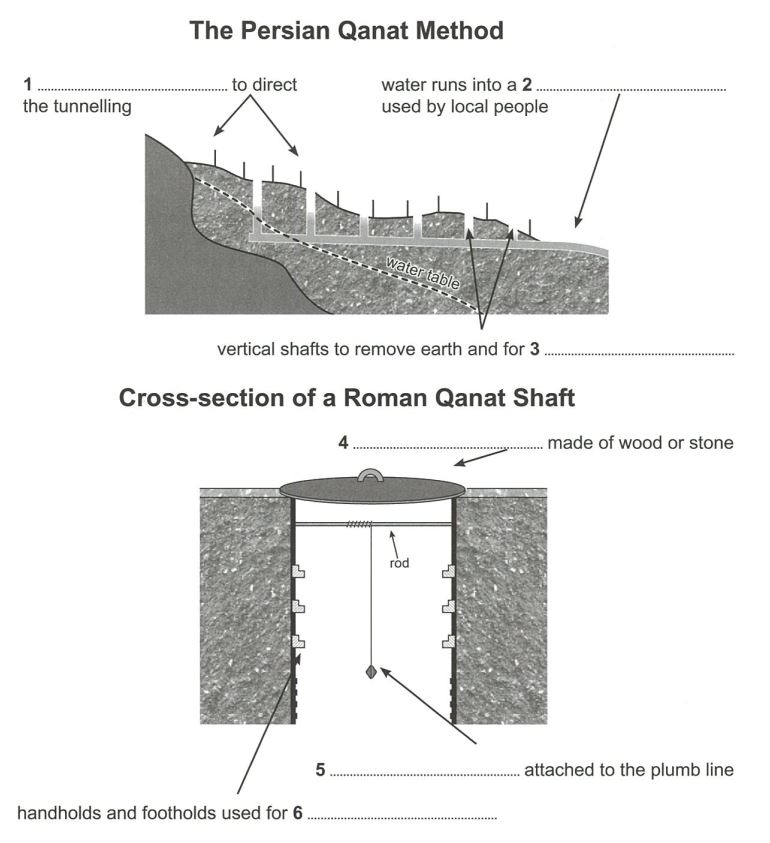 The Persian Qanat Method
1 ........................................ to direct
the tunnelling
water runs into a 2 ........................................
used by local people
water table
vertical shafts to remove earth and for 3 ........................................
Cross-section of a Roman Qanat Shaft
4 ........................................ made of wood or stone
rod
5 ........................................ attached to the plumb line
handholds and footholds used for 6 ........................................